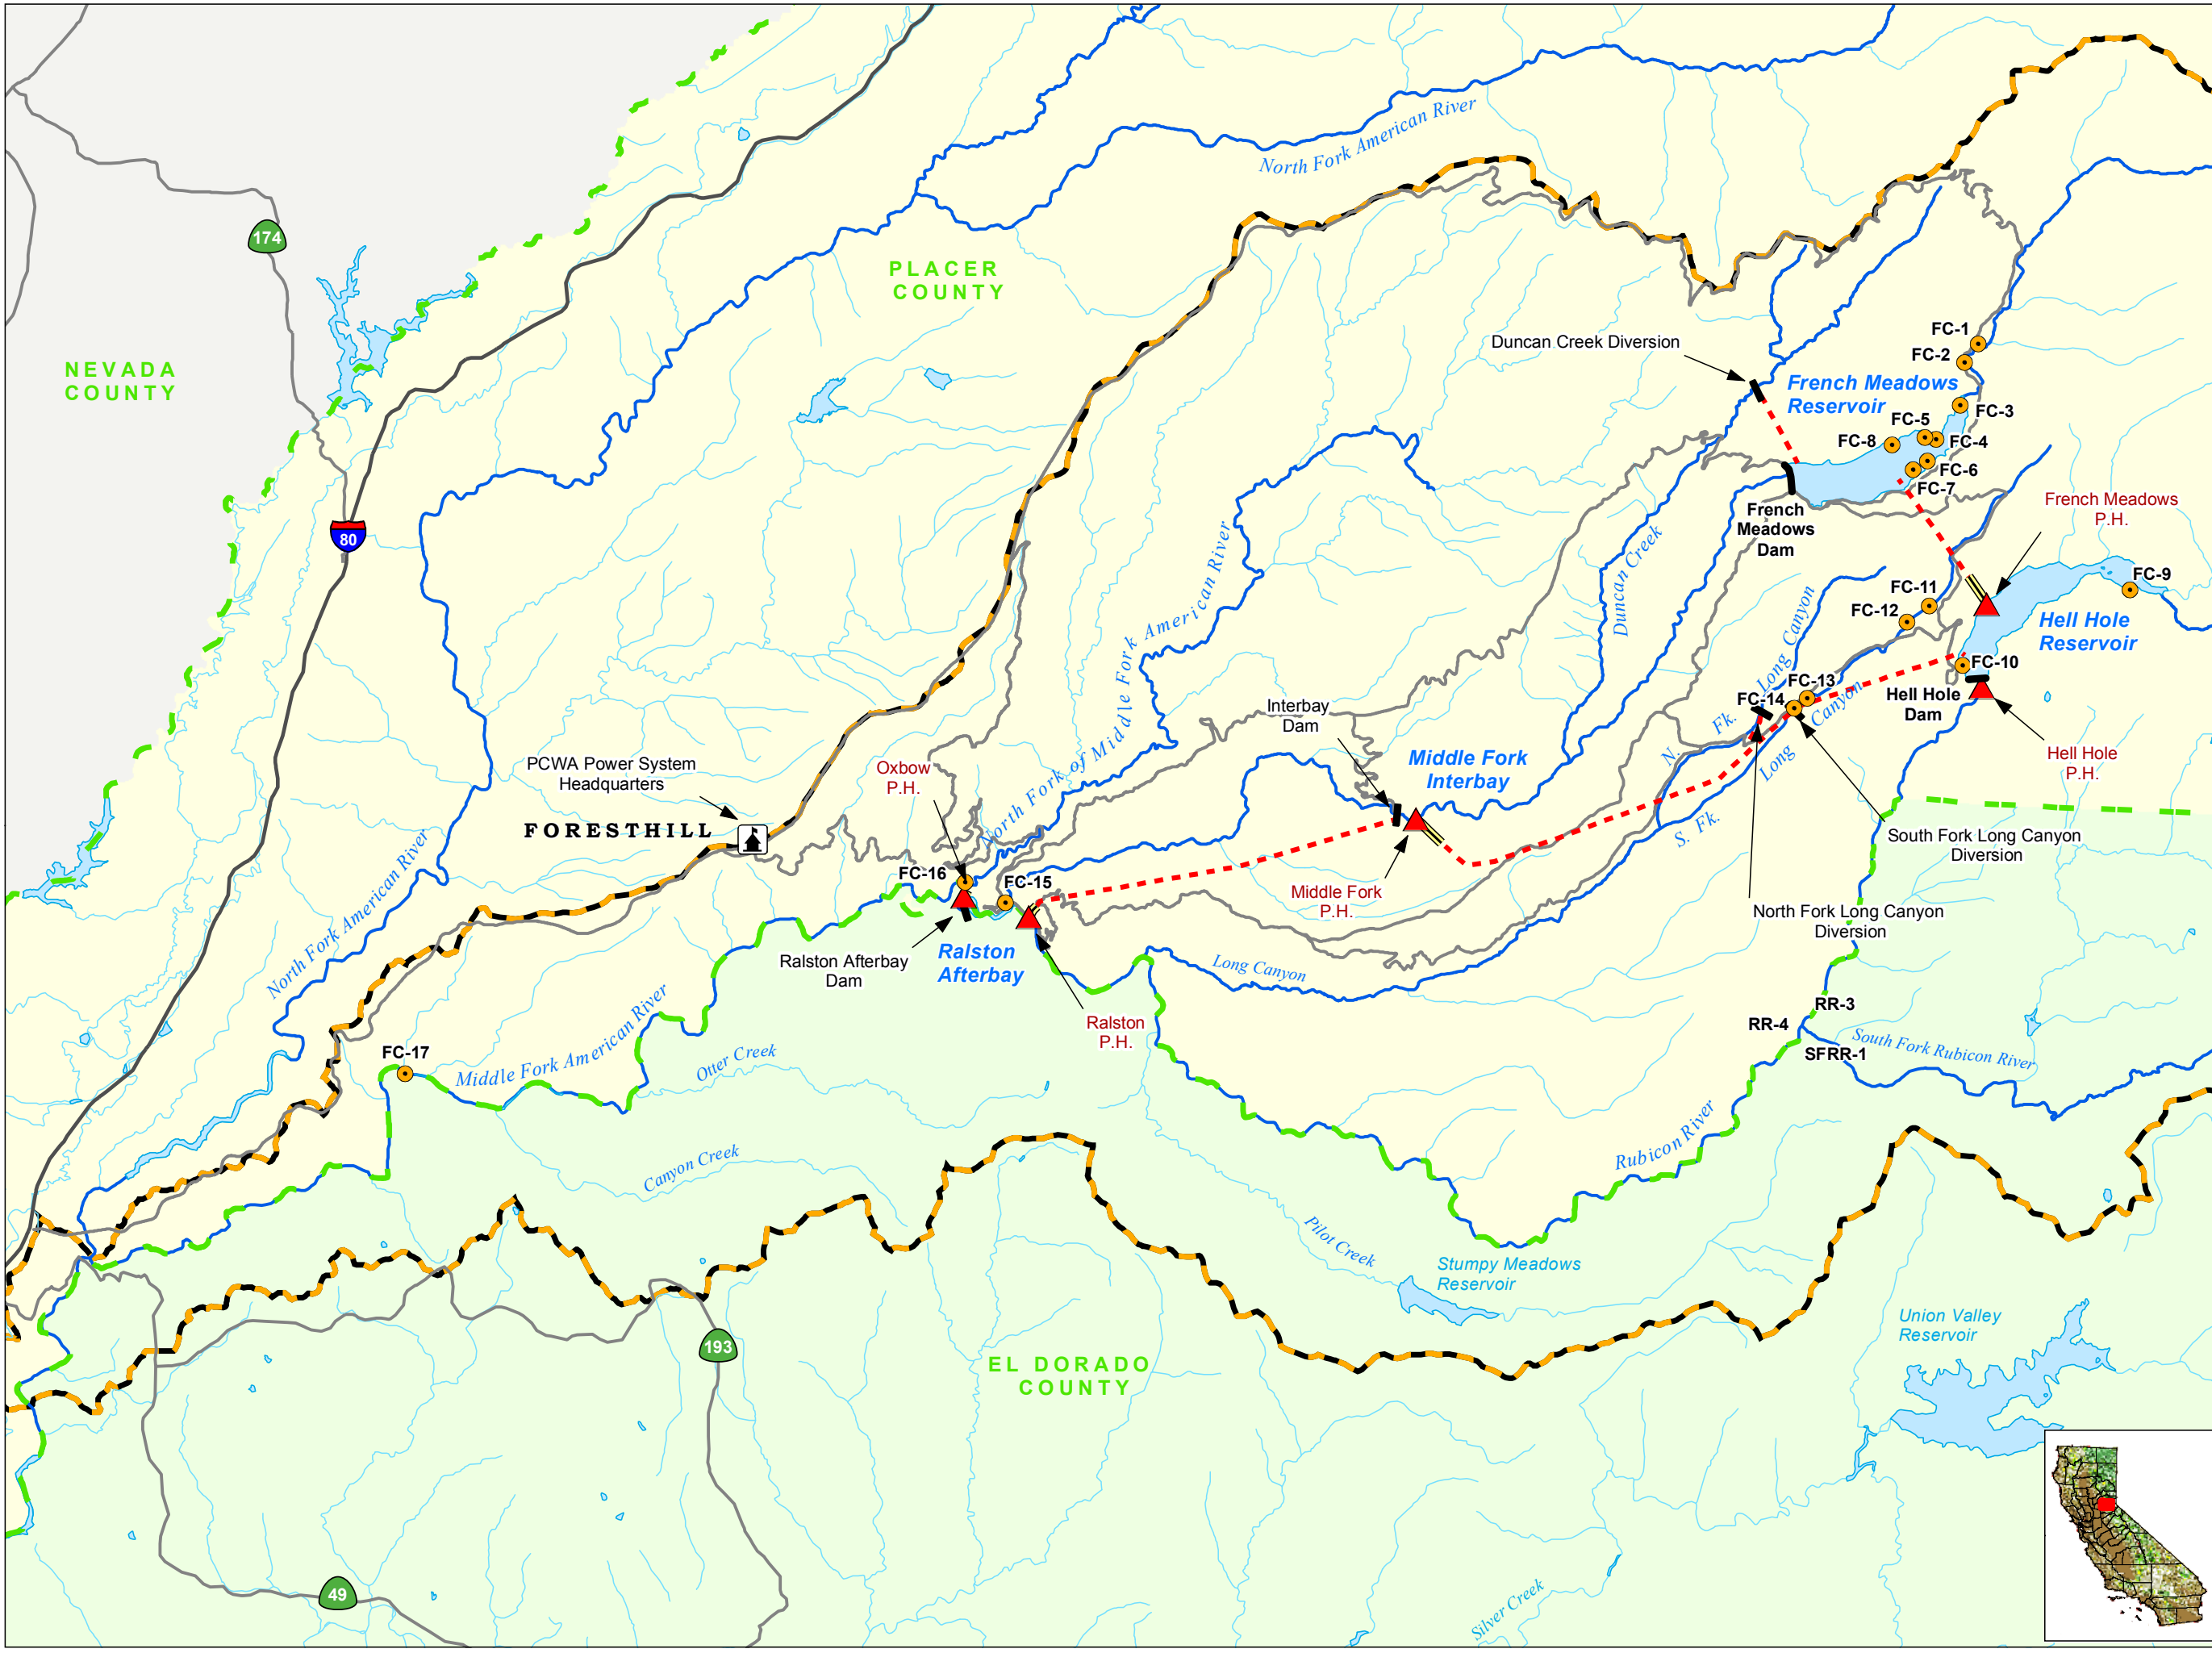 North Fork American River
174
PLACER
COUNTY
NEVADA
COUNTY
Duncan Creek Diversion
FC-1
FC-2
French Meadows
Reservoir
FC-3
FC-5
FC-4
FC-8
FC-6
FC-7
French Meadows
P.H.
French
Meadows
Dam
80
North Fork of Middle Fork American River
Duncan Creek
FC-9
FC-11
FC-12
Hell Hole
Reservoir
FC-10
FC-13
FC-14
N. Fk. Long Canyon
S. Fk. Long Canyon
Hell Hole
Dam
Hell Hole
P.H.
Interbay
Dam
Middle Fork
Interbay
PCWA Power System
Headquarters
Oxbow
P.H.
FORESTHILL
South Fork Long Canyon
Diversion
FC-16
FC-15
Middle Fork
P.H.
North Fork Long Canyon
Diversion
North Fork American River
Ralston Afterbay
Dam
Ralston
Afterbay
Long Canyon
RR-3
RR-4
SFRR-1
South Fork Rubicon River
Ralston
P.H.
FC-17
Middle Fork American River
Otter Creek
Rubicon River
Canyon Creek
Pilot Creek
Stumpy Meadows
Reservoir
Union Valley
Reservoir
193
EL DORADO
COUNTY
49
Silver Creek